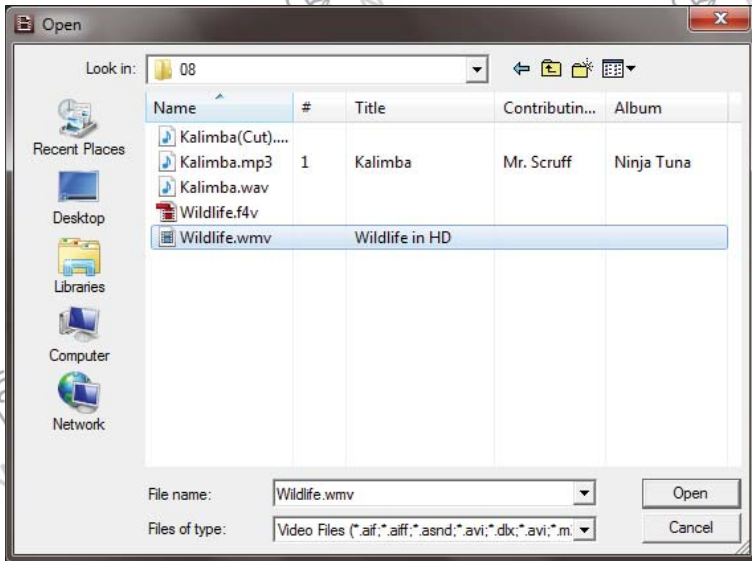 Open
x
Look in: 08
Name # Title Contributin... Album
Kalimba(Cut)....
Kalimba.mp3 1 Kalimba Mr. Scruff Ninja Tuna
Kalimba.wav
Wildlife.f4v
Wildlife.wmv Wildlife in HD
Recent Places
Desktop
Libraries
Computer
Network
File name: Wildlife.wmv Open
Files of type: Video Files (*.aif;*.aiff;*.asnd;*.avi;*.dlx;*.avi;*.m Cancel